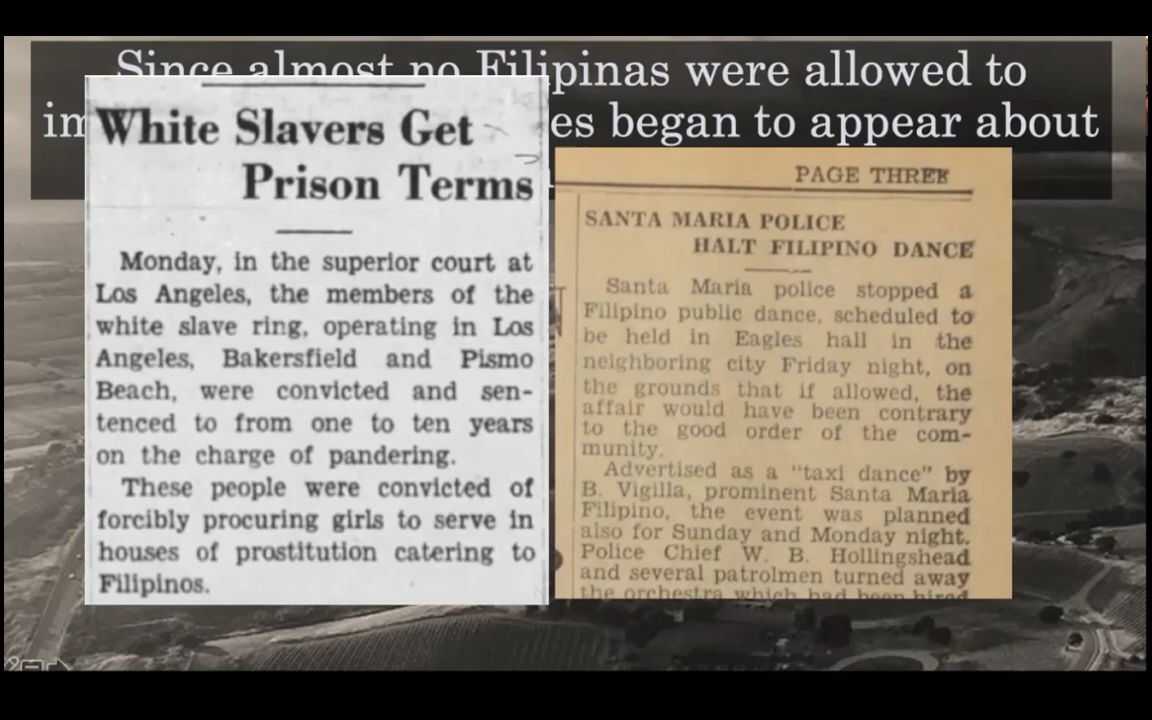 Since almost no Filipinas were allowed to
im es began to appear about
White Slavers Get
Prison Terms
Monday, in the superior court at
Los Angeles, the members of the
white slave ring, operating in Los
Angeles, Bakersfield and Pismo
Beach, were convicted and sen-
tenced to from one to ten years
on the charge of pandering.
These people were convicted of
forcibly procuring girls to serve in
houses of prostitution catering to
Filipinos.
PAGE THREE
SANTA MARIA POLICE
HALT FILIPINO DANCE
Santa Maria police stopped a
Filipino public dance, scheduled to
be held in Eagles hall in the
neighboring city Friday night, on
the grounds that if allowed, the
affair would have been contrary
to the good order of the com-
munity.
Advertised as a "taxi dance" by
B. Vigilla, prominent Santa Maria
Filipino, the event was planned
also for Sunday and Monday night.
Police Chief W. B. Hollingshead
and several patrolmen turned away
the orchestra which had been hired